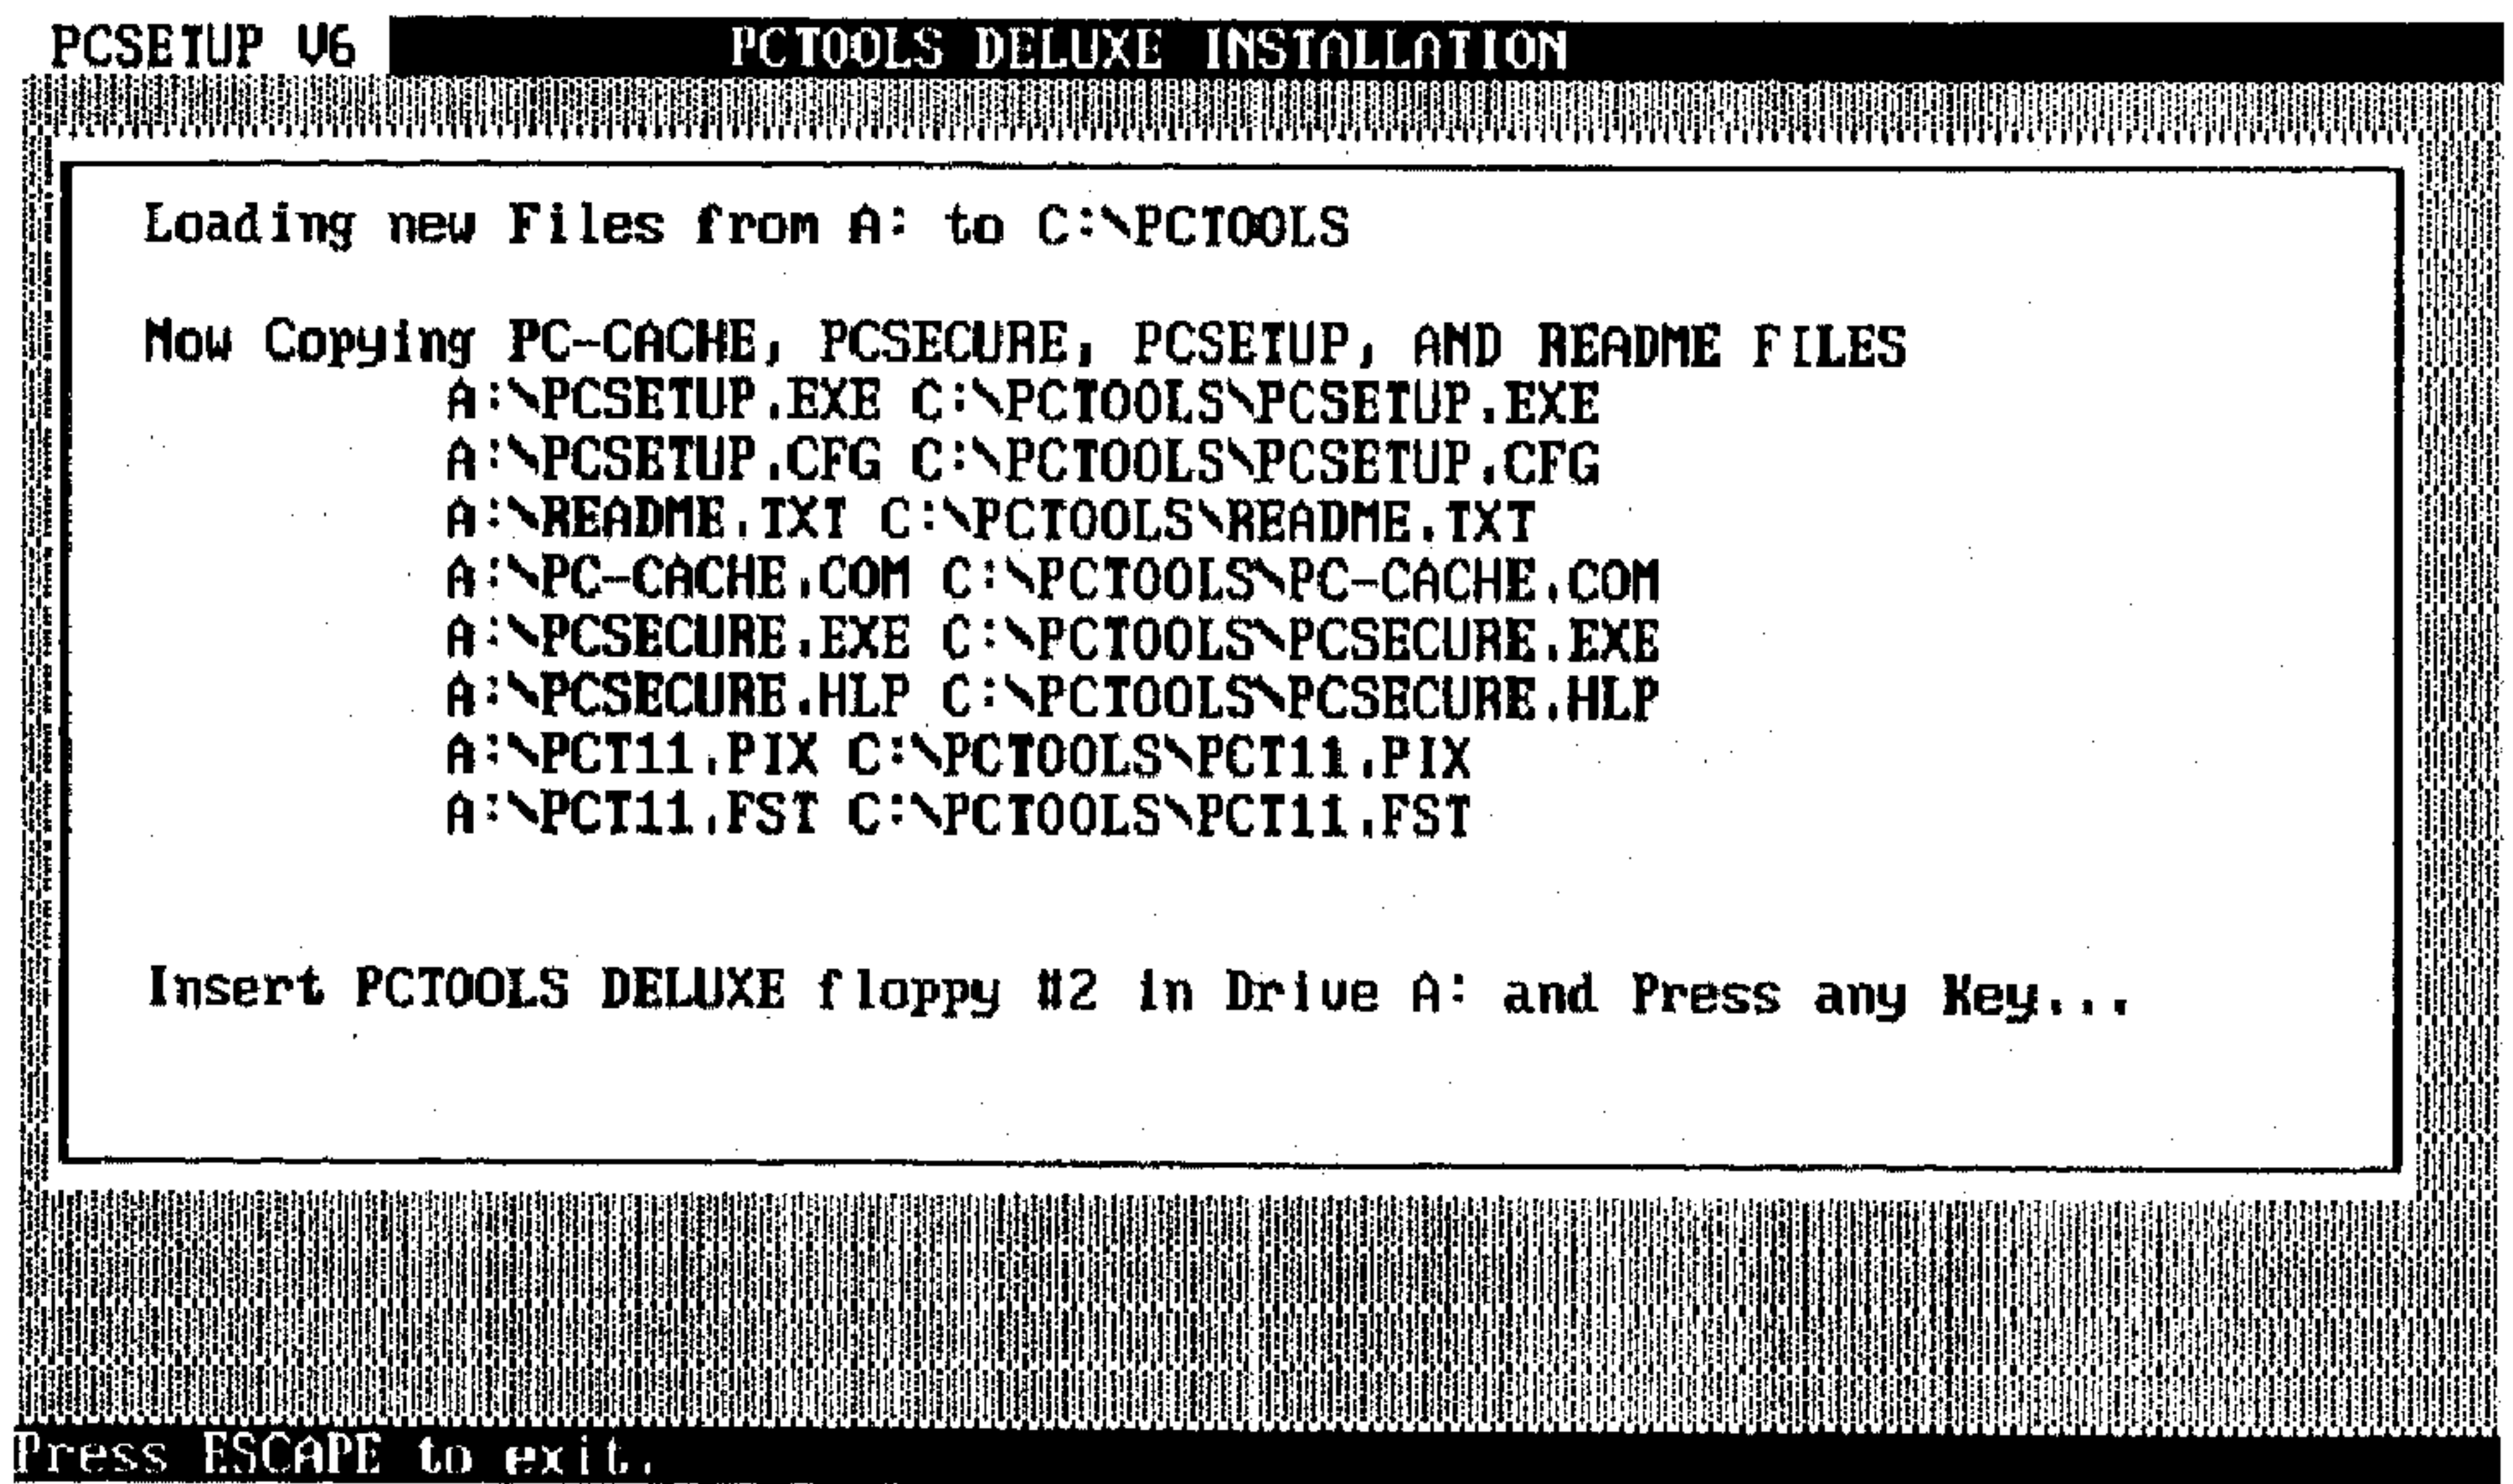 PCSETUP V6 PCTOOLS DELUXE INSTALLATION
Loading new Files from A: to C:\PCTOOLS
Now Copying PC-CACHE, PCSECURE, PCSETUP, AND README FILES
A:\PCSETUP.EXE C:\PCTOOLS\PCSETUP.EXE
A:\PCSETUP.CFG C:\PCTOOLS\PCSETUP.CFG
A:\README.TXT C:\PCTOOLS\README.TXT
A:\PC-CACHE.COM C:\PCTOOLS\PC-CACHE.COM
A:\PCSECURE.EXE C:\PCTOOLS\PCSECURE.EXE
A:\PCSECURE.HLP C:\PCTOOLS\PCSECURE.HLP
A:\PCT11.PIX C:\PCTOOLS\PCT11.PIX
A:\PCT11.FST C:\PCTOOLS\PCT11.FST
Insert PCTOOLS DELUXE floppy #2 in Drive A: and Press any Key...
Press ESCAPE to exit.